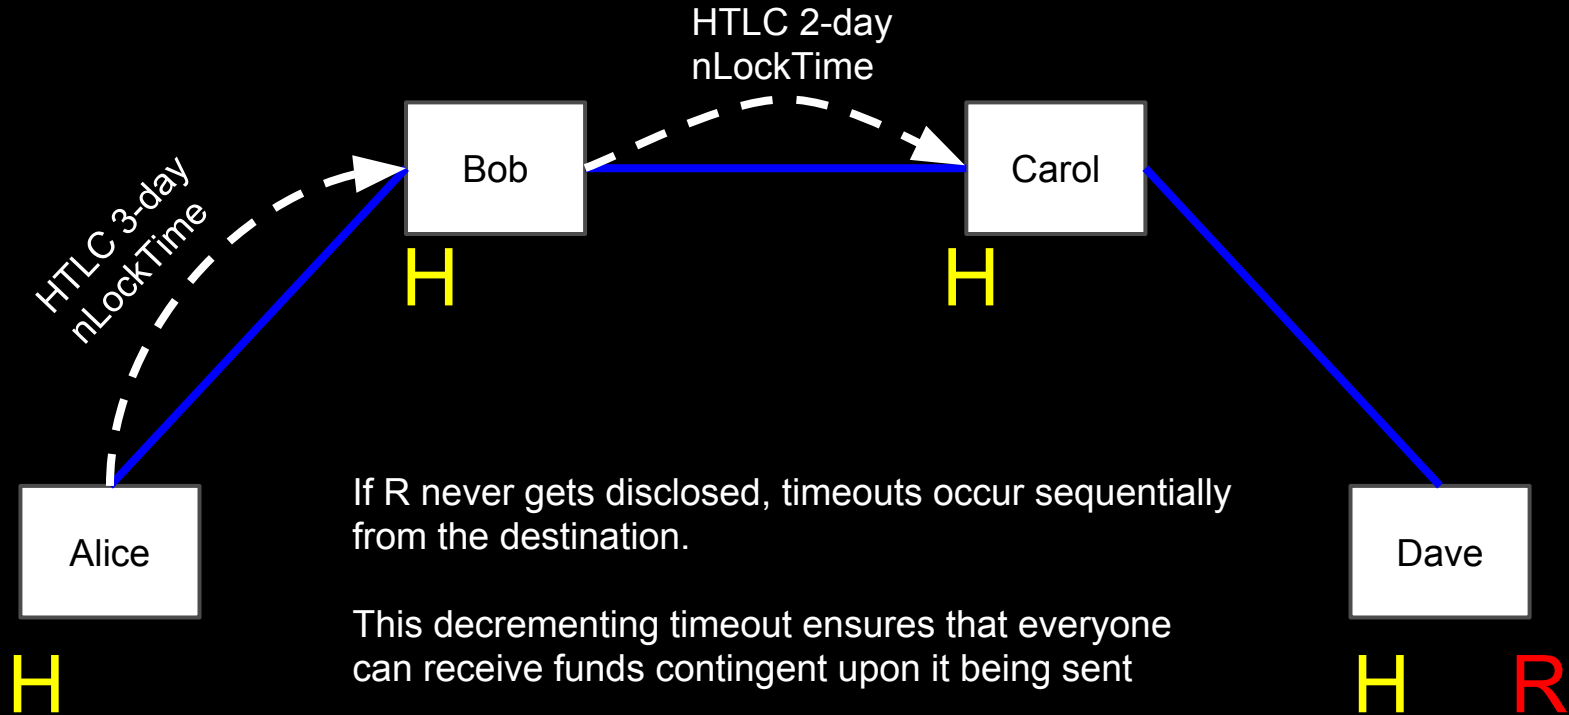 HTLC 2-day
nLockTime
HTLC 3-day
nLockTime
Bob
Carol
H
H
Alice
Dave
If R never gets disclosed, timeouts occur sequentially
from the destination.
This decrementing timeout ensures that everyone
can receive funds contingent upon it being sent
H
H
R